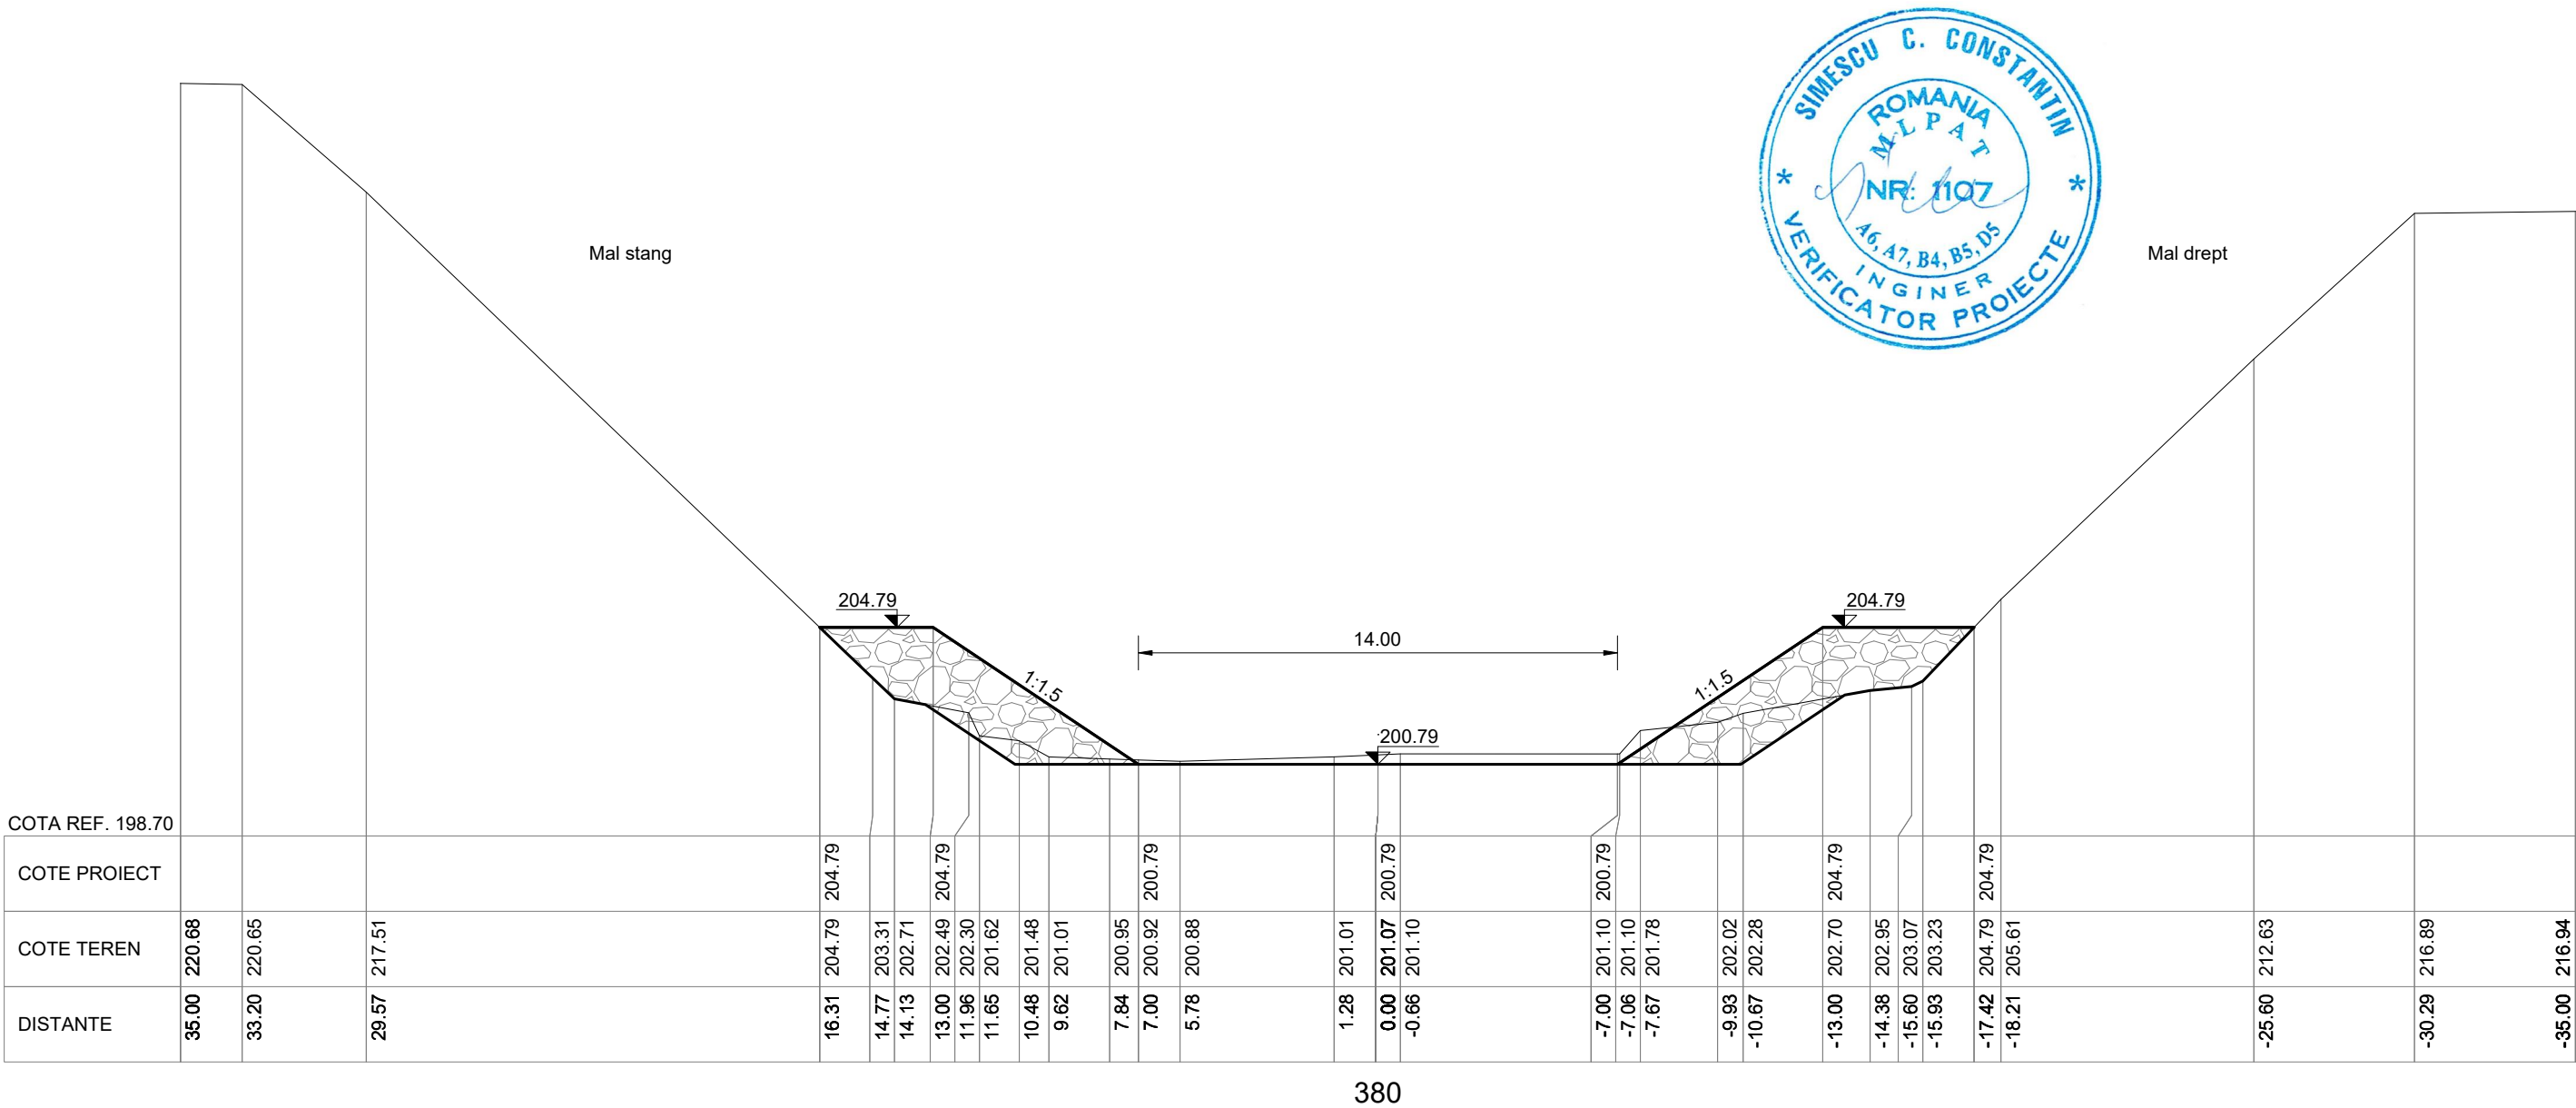 SIMESCU C. CONSTANTIN
ROMANIA
MLPAT
NR: 1107
A6, A7, B4, B5, D5
INGINER
* VERIFICATOR PROIECTE *
Mal stang
Mal drept
204.79
204.79
14.00
1:1.5
1:1.5
200.79
COTA REF. 198.70
COTE PROIECT 204.79 204.79 200.79 200.79 200.79 204.79 204.79
COTE TEREN 220.68 220.65 217.51 204.79 203.31 202.71 202.49 202.30 201.62 201.48 201.01 200.95 200.92 200.88 201.01 201.07 201.10 201.10 201.10 201.78 202.02 202.28 202.70 202.95 203.07 203.23 204.79 205.61 212.63 216.89 216.94
DISTANTE 35.00 33.20 29.57 16.31 14.77 14.13 13.00 11.96 11.65 10.48 9.62 7.84 7.00 5.78 1.28 0.00 -0.66 -7.00 -7.06 -7.67 -9.93 -10.67 -13.00 -14.38 -15.60 -15.93 -17.42 -18.21 -25.60 -30.29 -35.00
380